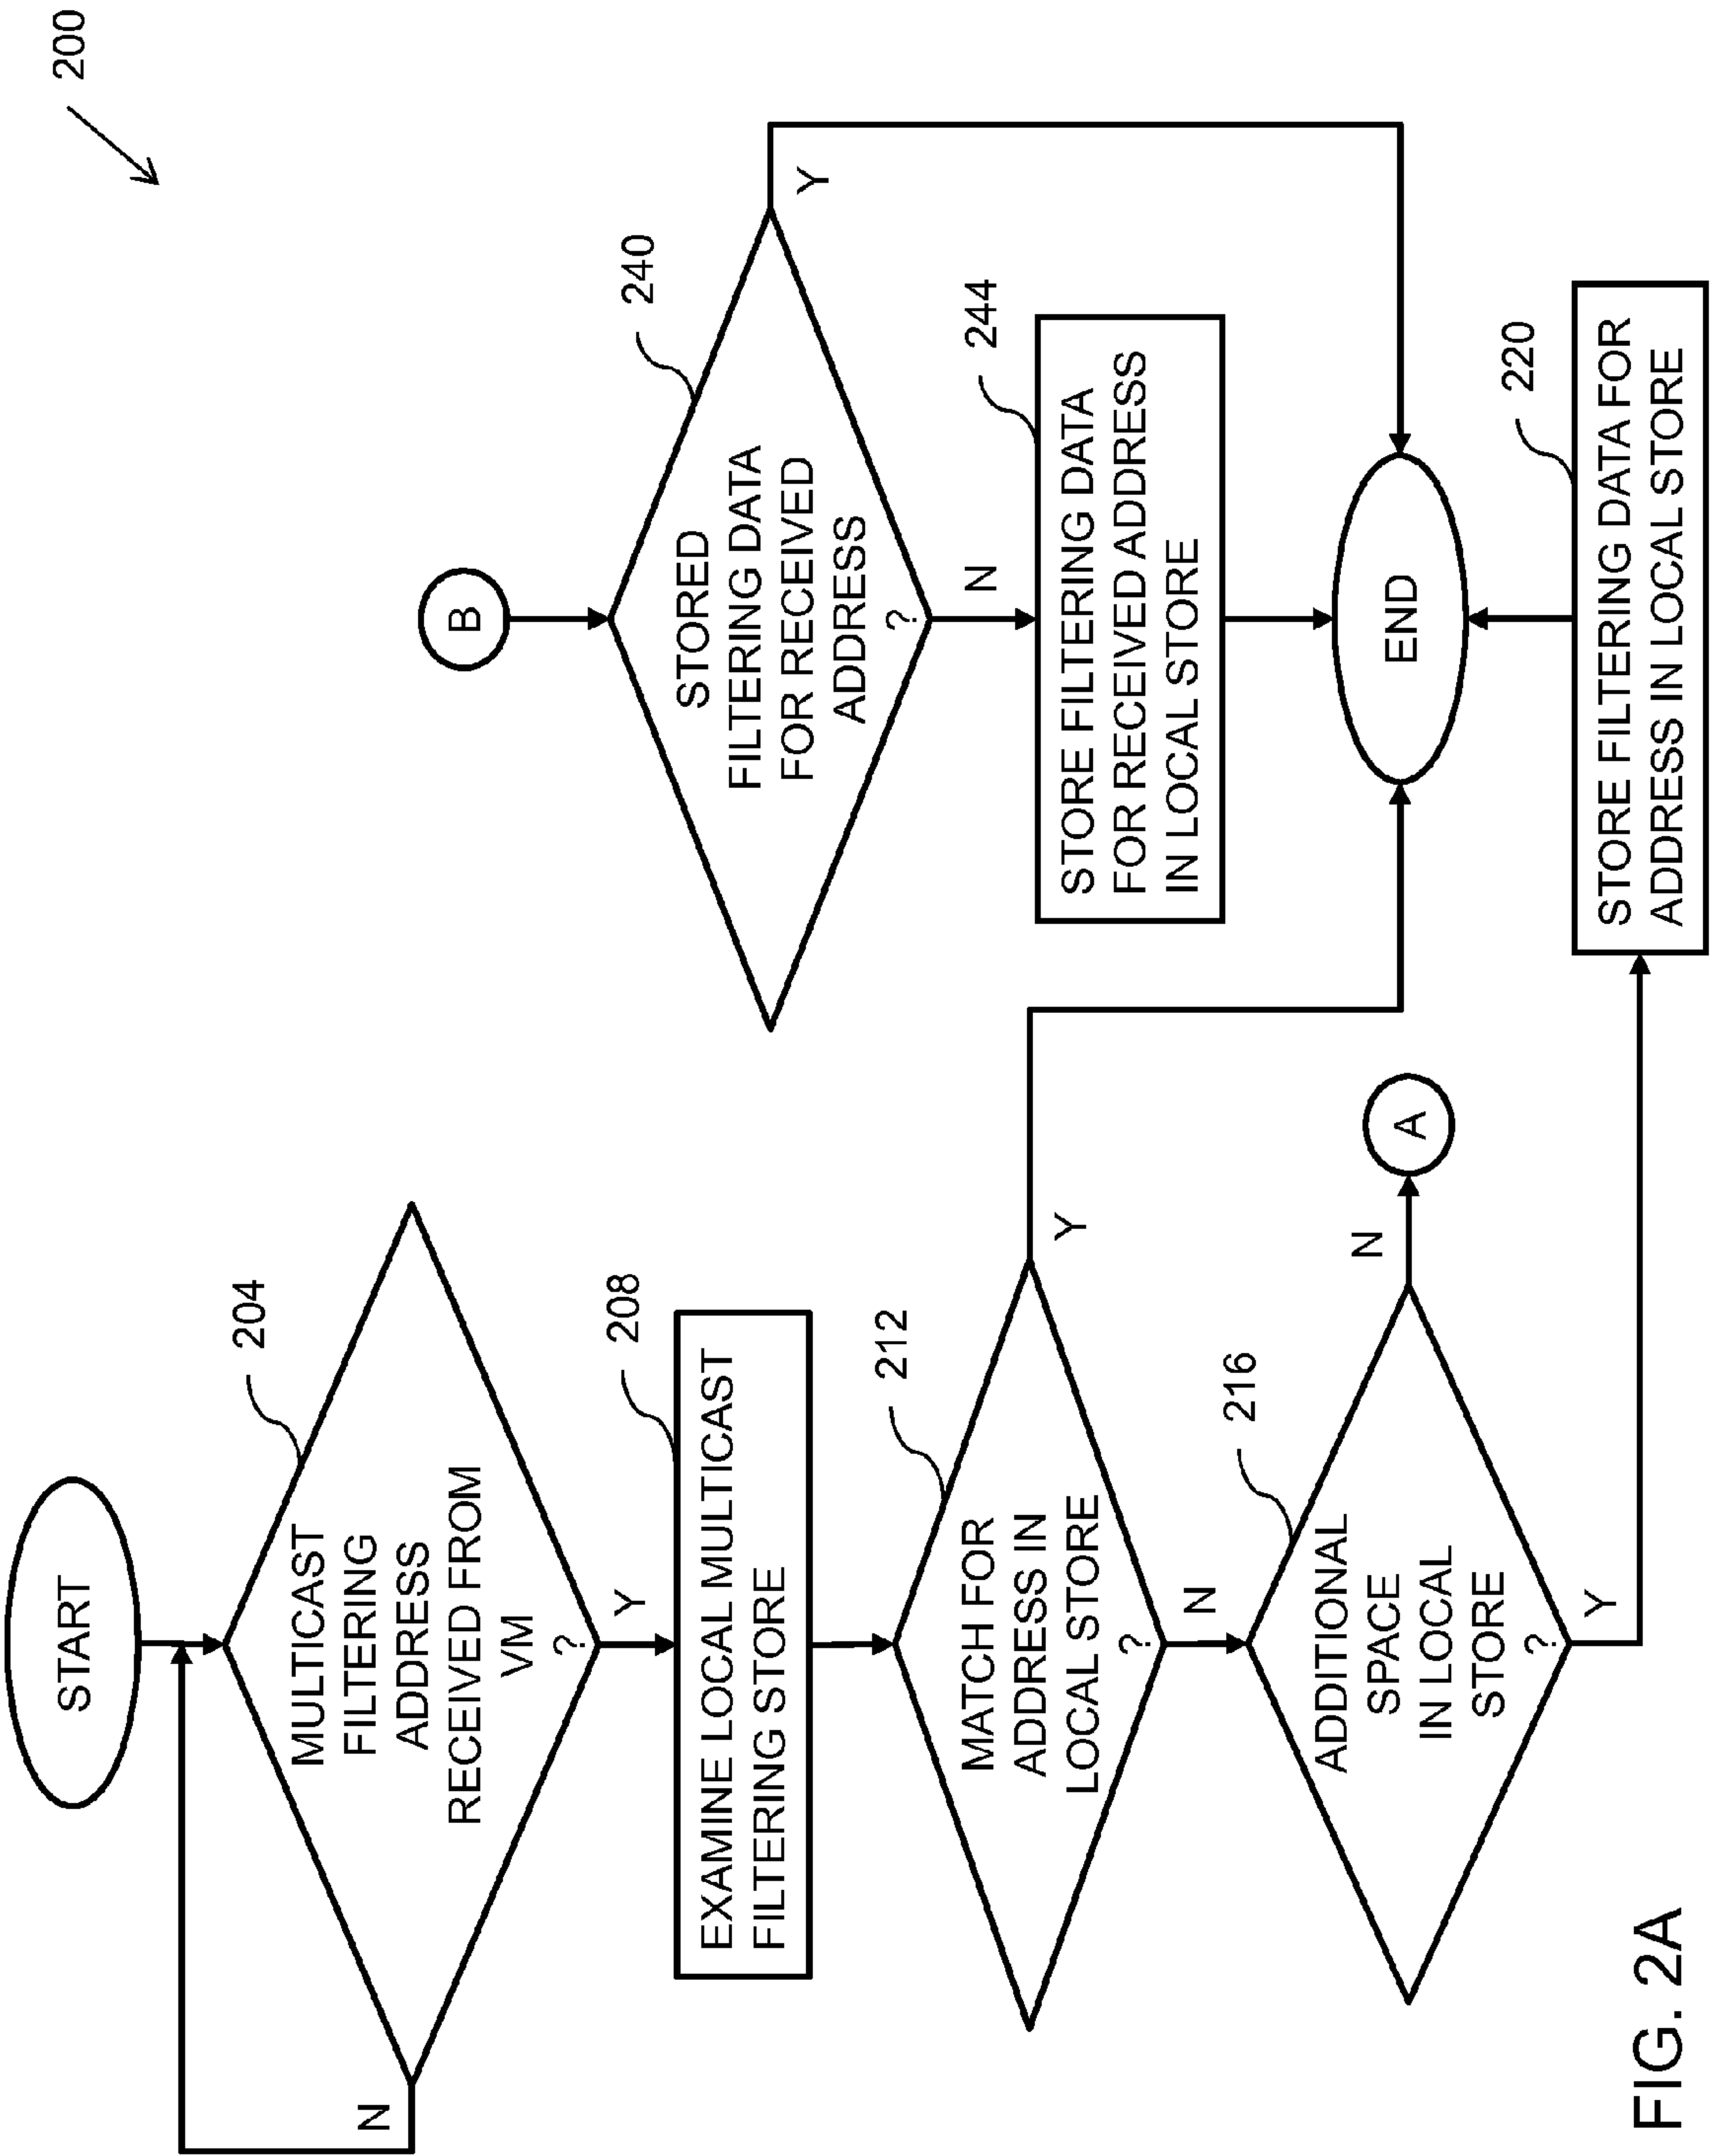 200
START
MULTICAST
FILTERING
ADDRESS
RECEIVED FROM
VM
?
204
N
Y
EXAMINE LOCAL MULTICAST
FILTERING STORE
208
MATCH FOR
ADDRESS IN
LOCAL STORE
?
212
Y
N
ADDITIONAL
SPACE
IN LOCAL
STORE
?
216
N
A
Y
B
STORED
FILTERING DATA
FOR RECEIVED
ADDRESS
?
240
Y
N
STORE FILTERING DATA
FOR RECEIVED ADDRESS
IN LOCAL STORE
244
END
STORE FILTERING DATA FOR
ADDRESS IN LOCAL STORE
220
FIG. 2A